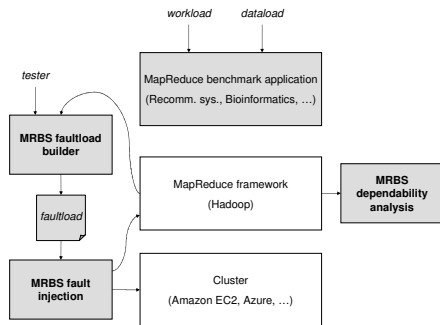 workload
dataload
MapReduce benchmark application
(Recomm. sys., Bioinformatics, …)
tester
MRBS faultload
builder
MapReduce framework
(Hadoop)
MRBS
dependability
analysis
faultload
MRBS fault
injection
Cluster
(Amazon EC2, Azure, …)